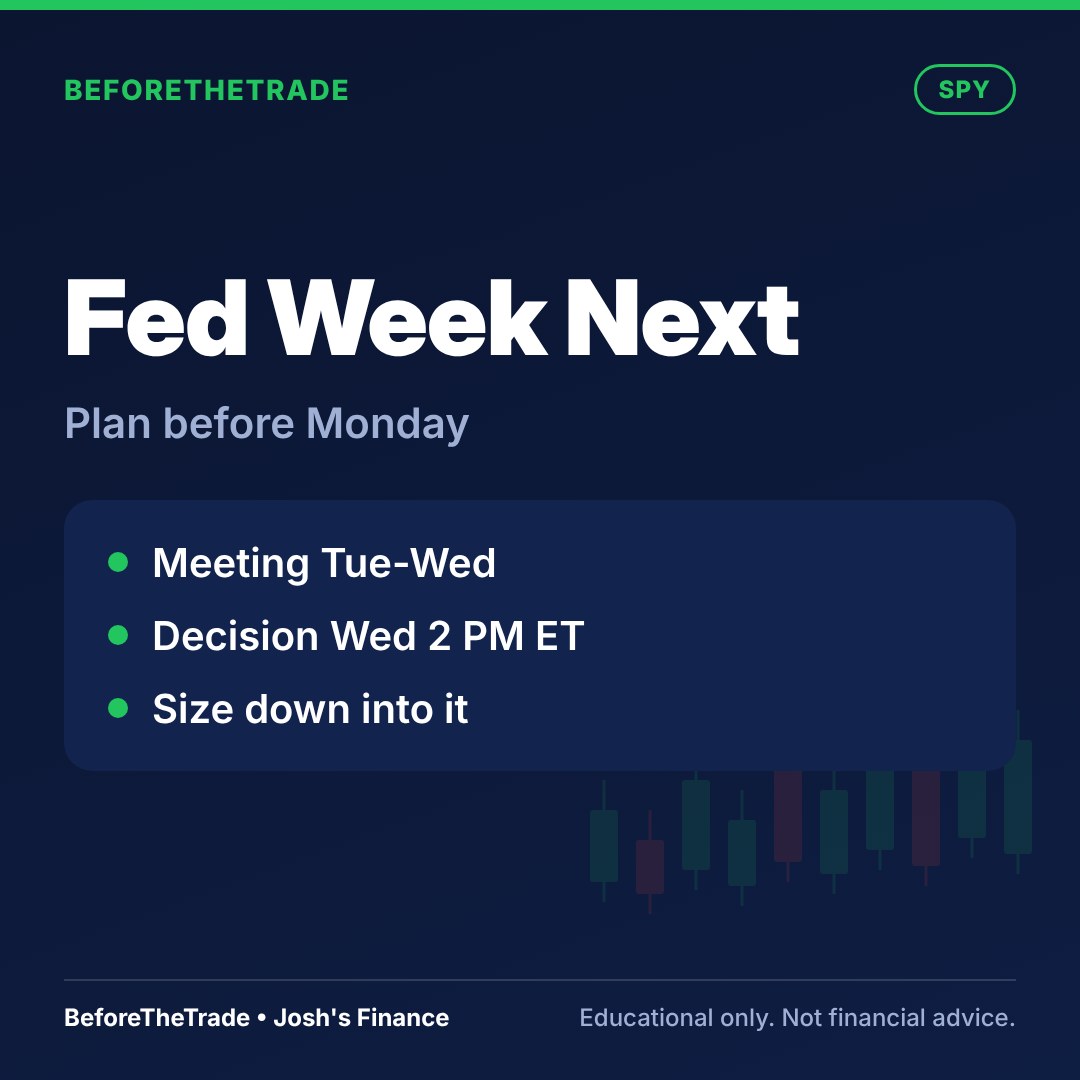 BEFORETHETRADE
SPY
Fed Week Next
Plan before Monday
Meeting Tue-Wed
Decision Wed 2 PM ET
Size down into it
BeforeTheTrade • Josh's Finance
Educational only. Not financial advice.